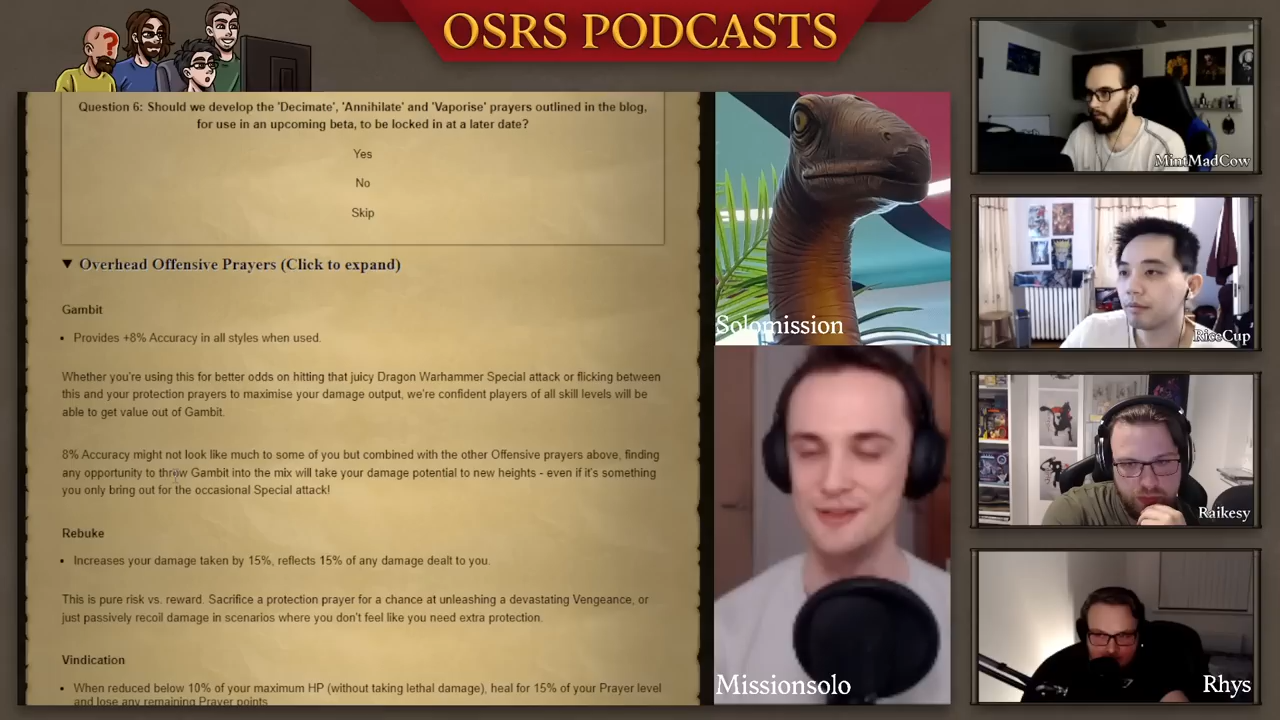 OSRS PODCASTS
Question 6: Should we develop the 'Decimate', 'Annihilate' and 'Vaporise' prayers outlined in the blog,
for use in an upcoming beta, to be locked in at a later date?
Yes
No
Skip
▼ Overhead Offensive Prayers (Click to expand)
Gambit
• Provides +8% Accuracy in all styles when used.
Whether you're using this for better odds on hitting that juicy Dragon Warhammer Special attack or flicking between
this and your protection prayers to maximise your damage output, we're confident players of all skill levels will be
able to get value out of Gambit.
8% Accuracy might not look like much to some of you but combined with the other Offensive prayers above, finding
any opportunity to throw Gambit into the mix will take your damage potential to new heights - even if it's something
you only bring out for the occasional Special attack!
Rebuke
• Increases your damage taken by 15%, reflects 15% of any damage dealt to you.
This is pure risk vs. reward. Sacrifice a protection prayer for a chance at unleashing a devastating Vengeance, or
just passively recoil damage in scenarios where you don't feel like you need extra protection.
Vindication
• When reduced below 10% of your maximum HP (without taking lethal damage), heal for 15% of your Prayer level
and lose any remaining Prayer points
Solomission
Missionsolo
MintMadCow
RiceCup
Raikesy
Rhys